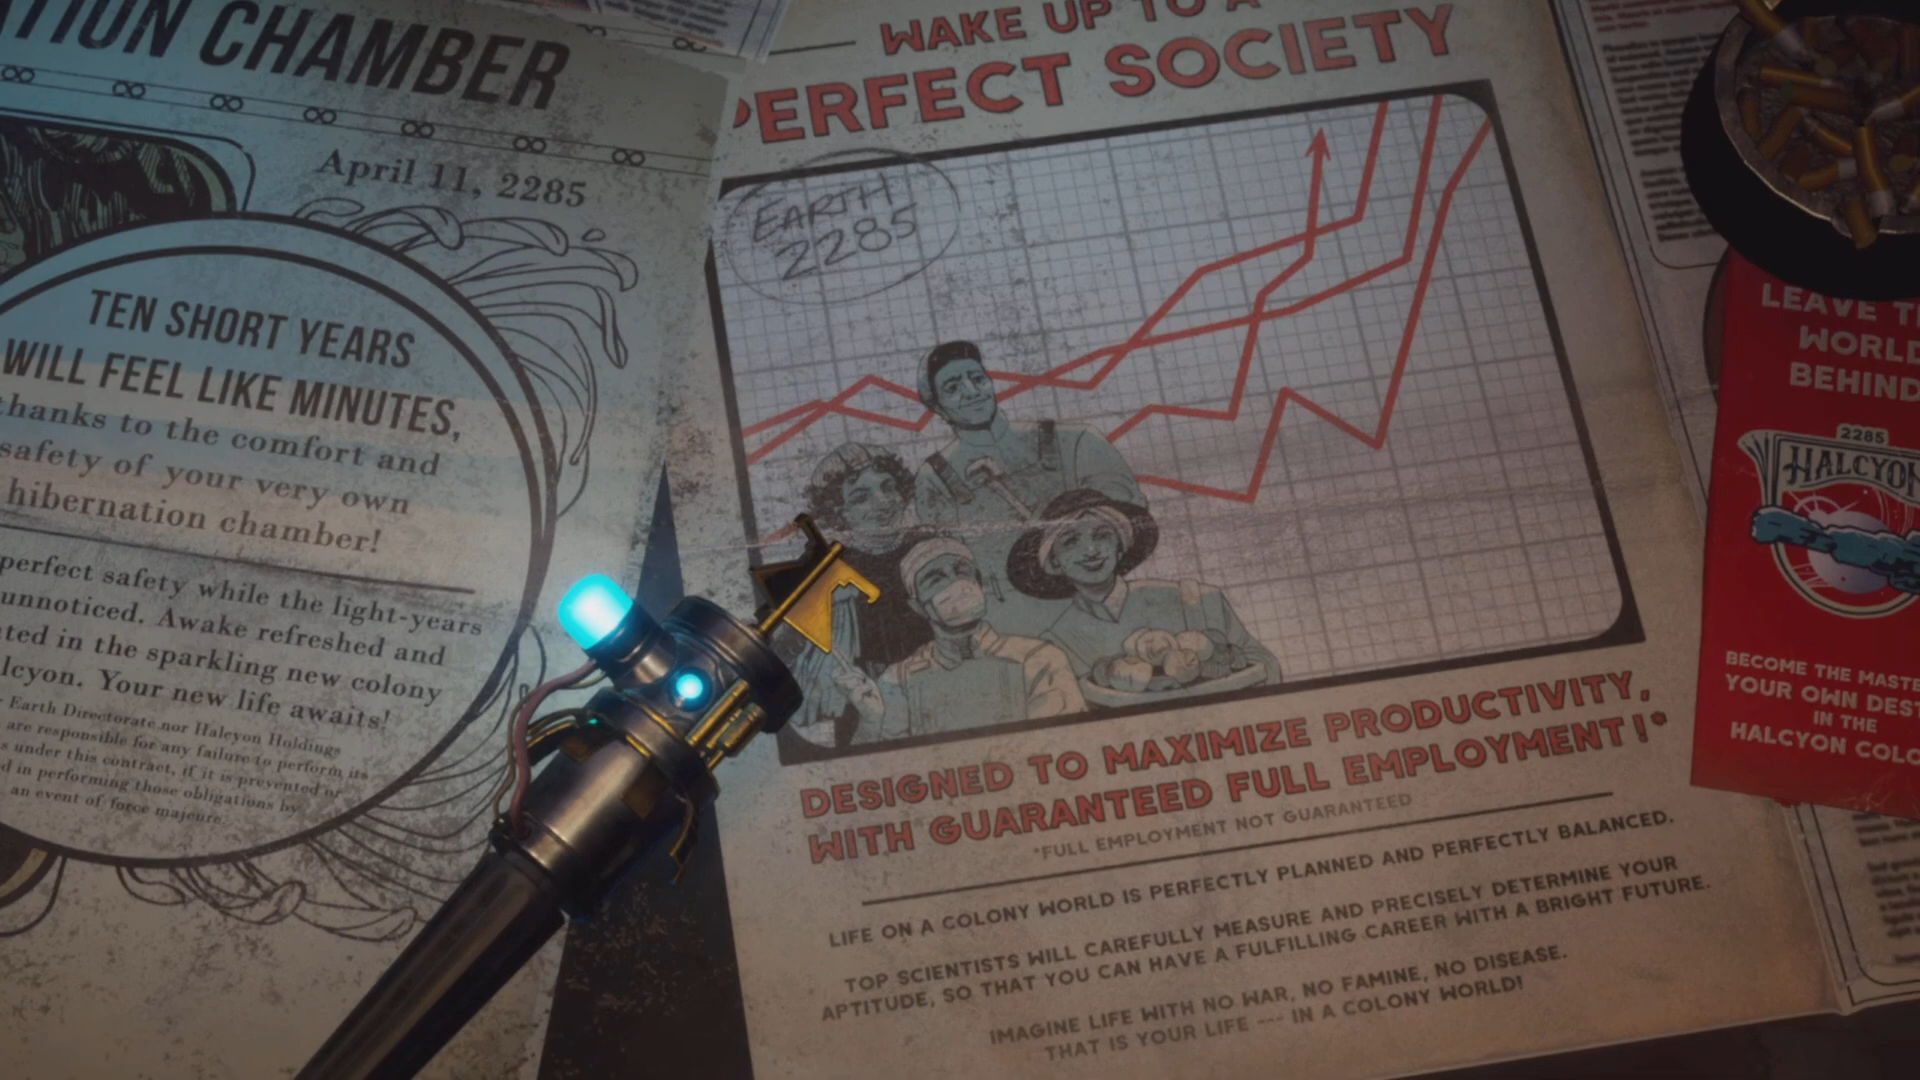 TION CHAMBER
April 11, 2285
TEN SHORT YEARS
WILL FEEL LIKE MINUTES,
thanks to the comfort and
safety of your very own
hibernation chamber!
perfect safety while the light-years
unnoticed. Awake refreshed and
ted in the sparkling new colony
lcyon. Your new life awaits!
Earth Directorate nor Halcyon Holdings
are responsible for any failure to perform its
s under this contract, if it is prevented or
d in performing those obligations by
an event of force majeure.
WAKE UP TO A
PERFECT SOCIETY
EARTH
2285
DESIGNED TO MAXIMIZE PRODUCTIVITY,
WITH GUARANTEED FULL EMPLOYMENT!*
*FULL EMPLOYMENT NOT GUARANTEED
LIFE ON A COLONY WORLD IS PERFECTLY PLANNED AND PERFECTLY BALANCED.
TOP SCIENTISTS WILL CAREFULLY MEASURE AND PRECISELY DETERMINE YOUR
APTITUDE, SO THAT YOU CAN HAVE A FULFILLING CAREER WITH A BRIGHT FUTURE.
IMAGINE LIFE WITH NO WAR, NO FAMINE, NO DISEASE.
THAT IS YOUR LIFE --- IN A COLONY WORLD!
LEAVE T
WORLD
BEHIND
2285
HALCYON
BECOME THE MASTE
YOUR OWN DEST
IN THE
HALCYON COLO